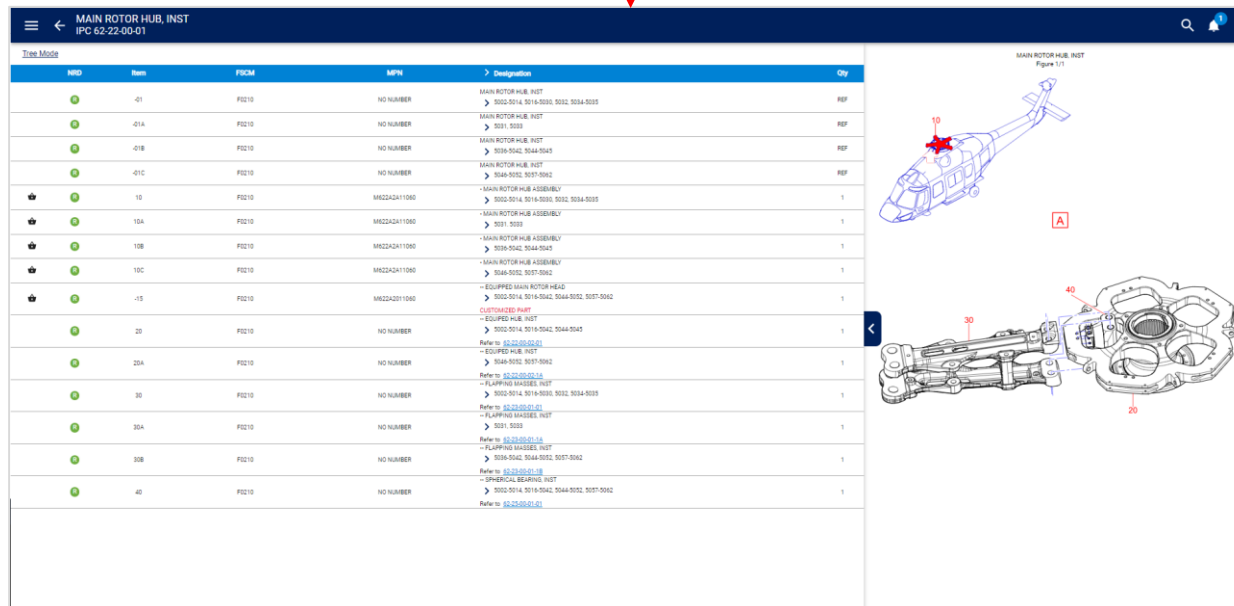 MAIN ROTOR HUB, INST
IPC 62-22-00-01
1
Tree Mode
NRD Item FSCM MPN Designation Qty
R -01 F0210 NO NUMBER MAIN ROTOR HUB, INST REF
5002-5014, 5016-5030, 5032, 5034-5035
R -01A F0210 NO NUMBER MAIN ROTOR HUB, INST REF
5031, 5033
R -01B F0210 NO NUMBER MAIN ROTOR HUB, INST REF
5036-5042, 5044-5045
R -01C F0210 NO NUMBER MAIN ROTOR HUB, INST REF
5046-5052, 5057-5062
R 10 F0210 M622A2A11060 - MAIN ROTOR HUB ASSEMBLY 1
5002-5014, 5016-5030, 5032, 5034-5035
R 10A F0210 M622A2A11060 - MAIN ROTOR HUB ASSEMBLY 1
5031, 5033
R 10B F0210 M622A2A11060 - MAIN ROTOR HUB ASSEMBLY 1
5036-5042, 5044-5045
R 10C F0210 M622A2A11060 - MAIN ROTOR HUB ASSEMBLY 1
5046-5052, 5057-5062
R -15 F0210 M622A2011060 -- EQUIPPED MAIN ROTOR HEAD 1
5002-5014, 5016-5042, 5044-5052, 5057-5062
CUSTOMIZED PART
R 20 F0210 NO NUMBER -- EQUIPED HUB, INST 1
5002-5014, 5016-5042, 5044-5045
Refer to 62-22-00-02-01
R 20A F0210 NO NUMBER -- EQUIPED HUB, INST 1
5046-5052, 5057-5062
Refer to 62-22-00-02-1A
R 30 F0210 NO NUMBER -- FLAPPING MASSES, INST 1
5002-5014, 5016-5030, 5032, 5034-5035
Refer to 62-23-00-01-01
R 30A F0210 NO NUMBER -- FLAPPING MASSES, INST 1
5031, 5033
Refer to 62-23-00-01-1A
R 30B F0210 NO NUMBER -- FLAPPING MASSES, INST 1
5036-5042, 5044-5052, 5057-5062
Refer to 62-23-00-01-1B
R 40 F0210 NO NUMBER -- SPHERICAL BEARING, INST 1
5002-5014, 5016-5042, 5044-5052, 5057-5062
Refer to 62-25-00-01-01
MAIN ROTOR HUB, INST
Figure 1/1
10
A
40
30
20